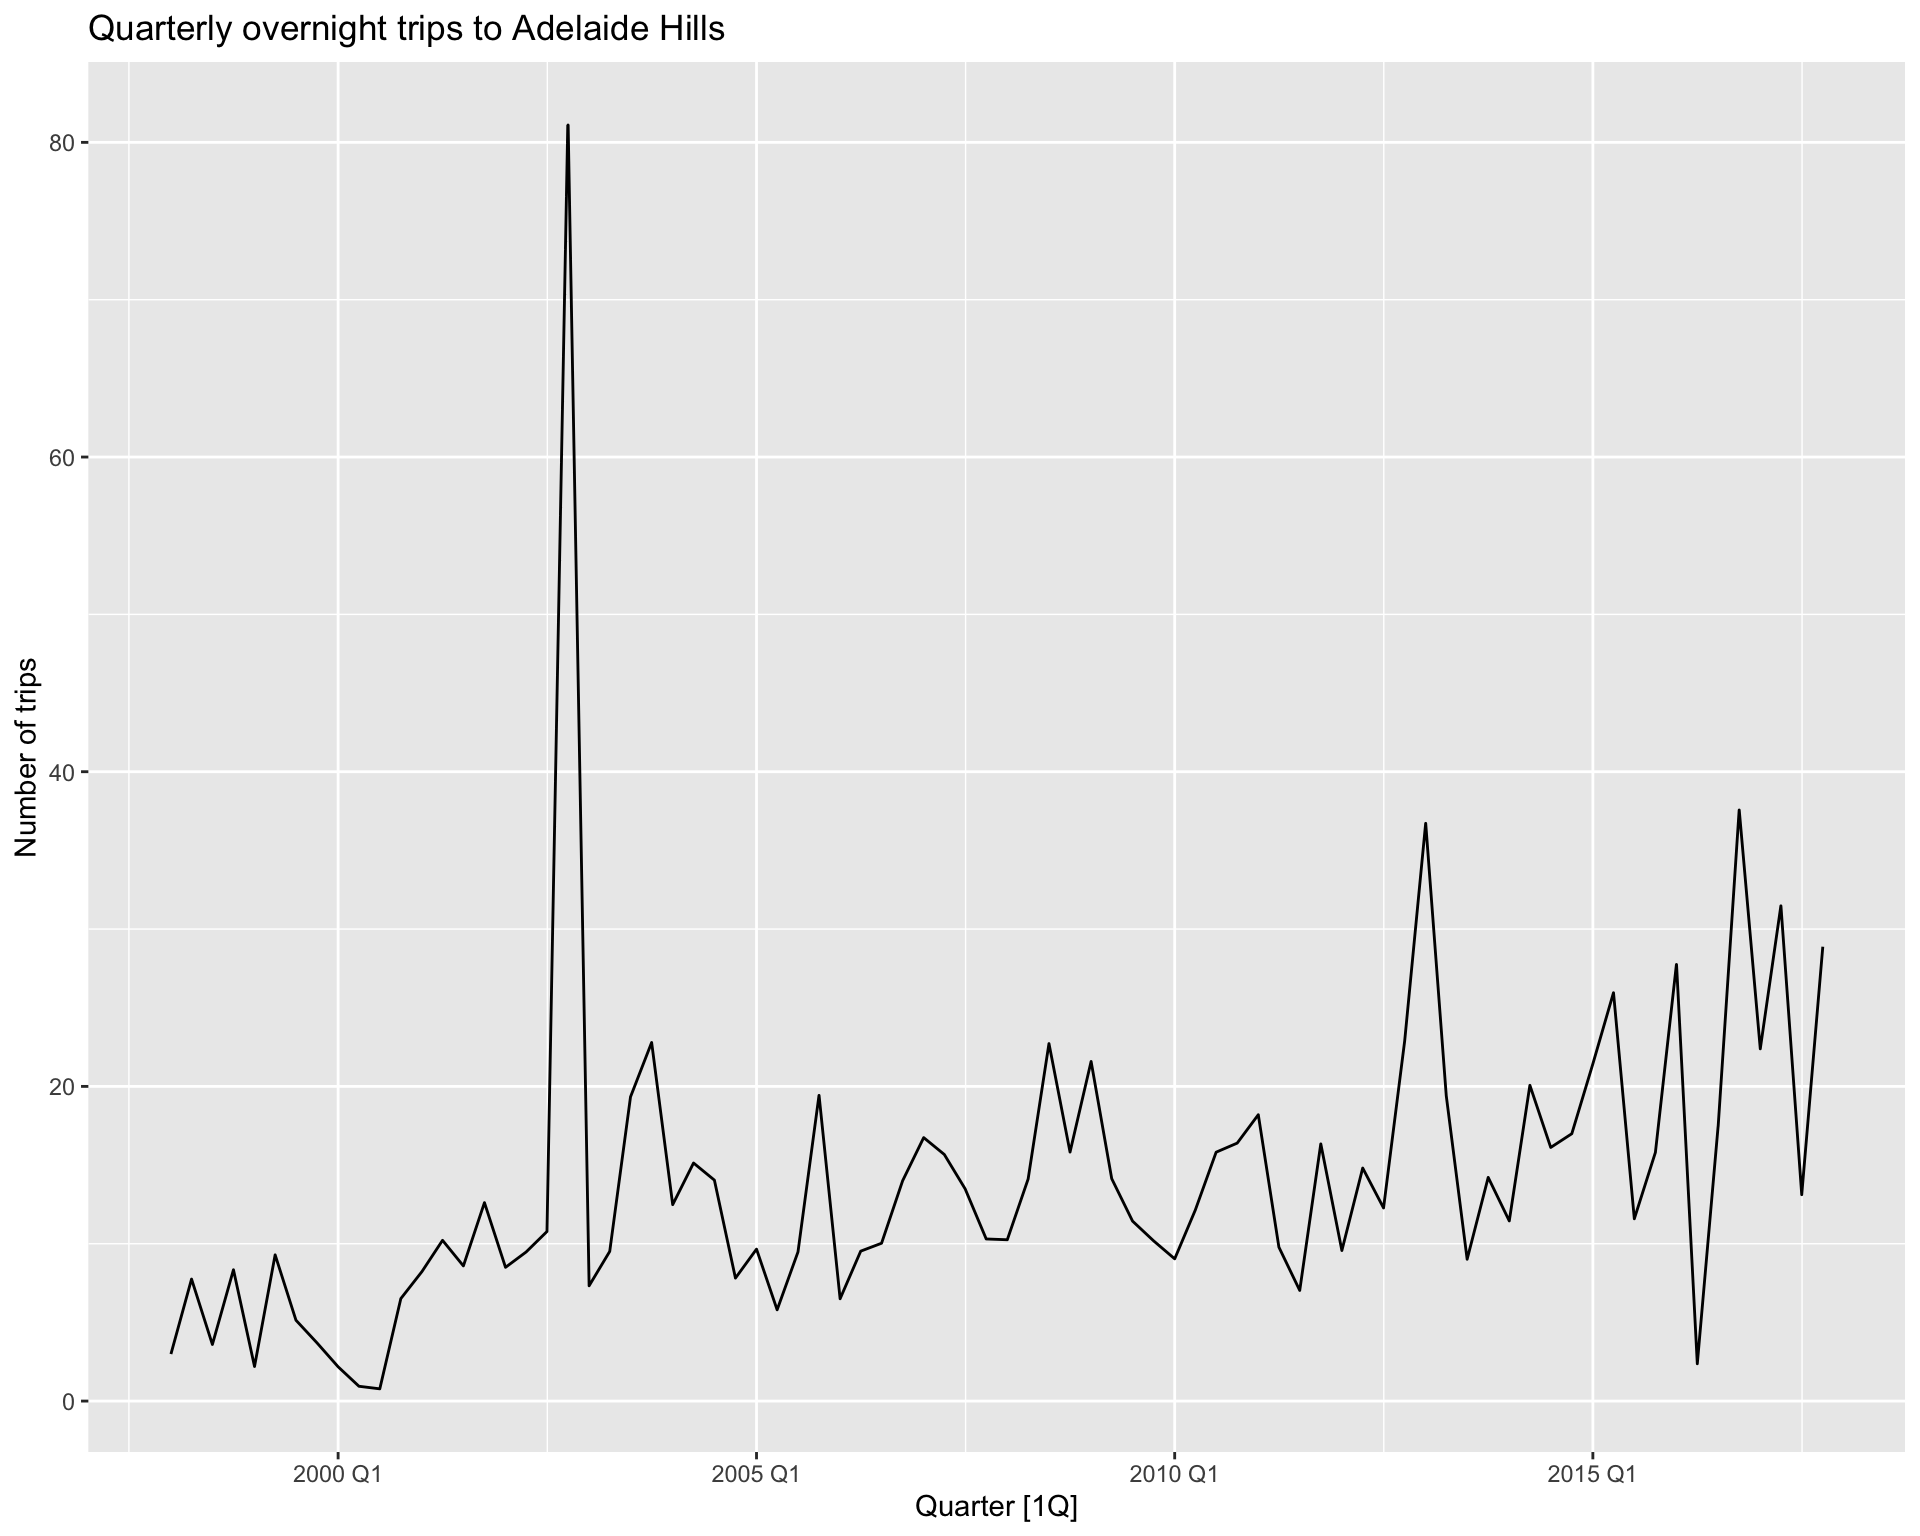 Quarterly overnight trips to Adelaide Hills
80
60
40
20
0
Number of trips
2000 Q1
2005 Q1
2010 Q1
2015 Q1
Quarter [1Q]